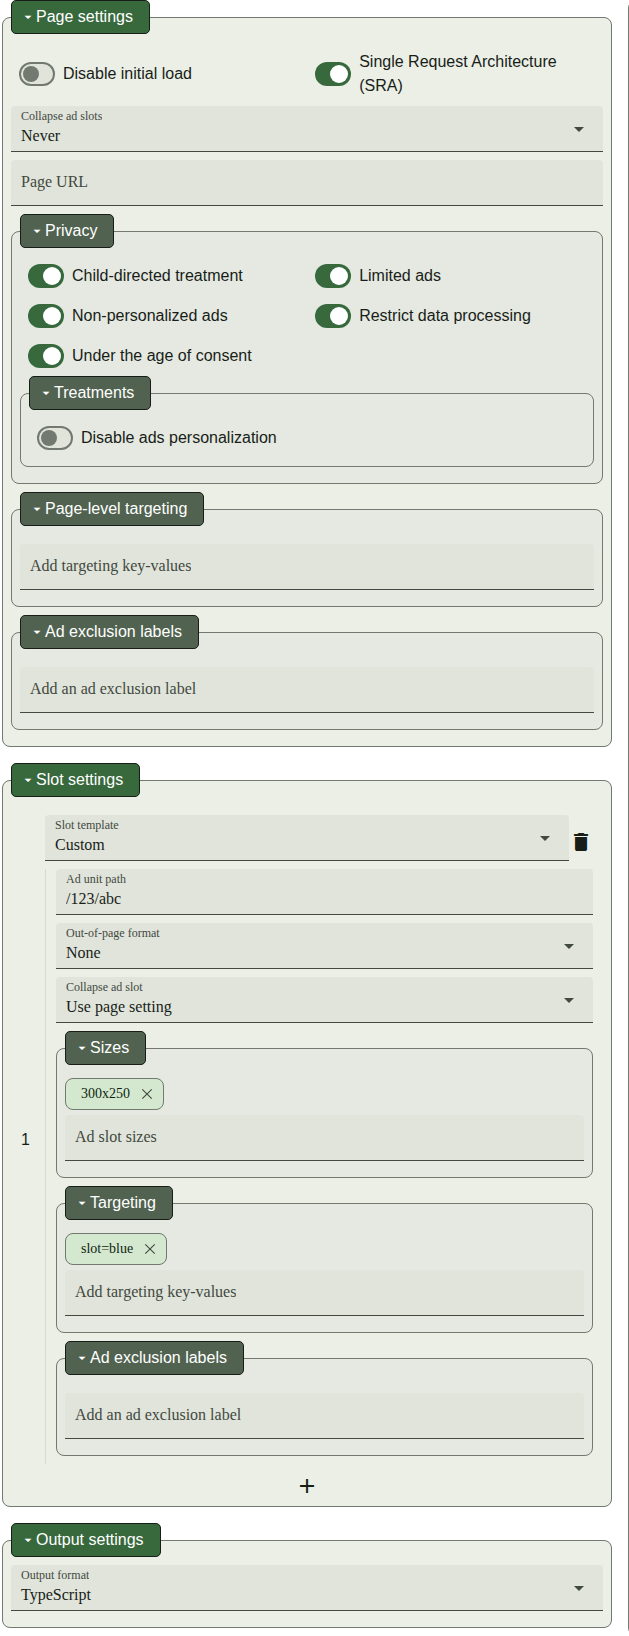 Page settings
Disable initial load
Single Request Architecture
(SRA)
Collapse ad slots
Never
Page URL
Privacy
Child-directed treatment
Limited ads
Non-personalized ads
Restrict data processing
Under the age of consent
Treatments
Disable ads personalization
Page-level targeting
Add targeting key-values
Ad exclusion labels
Add an ad exclusion label
Slot settings
Slot template
Custom
Ad unit path
/123/abc
Out-of-page format
None
Collapse ad slot
Use page setting
Sizes
300x250
Ad slot sizes
1
Targeting
slot=blue
Add targeting key-values
Ad exclusion labels
Add an ad exclusion label
+
Output settings
Output format
TypeScript